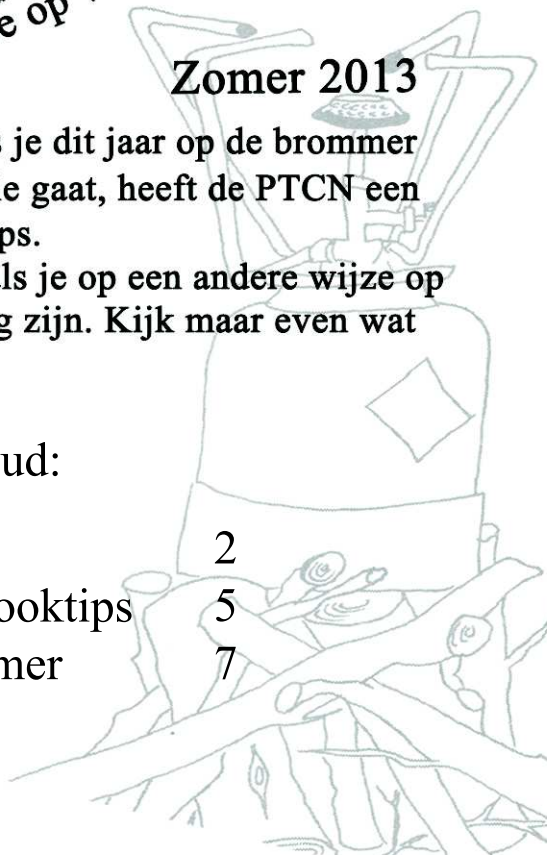 e op
Zomer 2013
s je dit jaar op de brommer
e gaat, heeft de PTCN een
ps.
ls je op een andere wijze op
g zijn. Kijk maar even wat
ud:
2
ooktips 5
mer 7